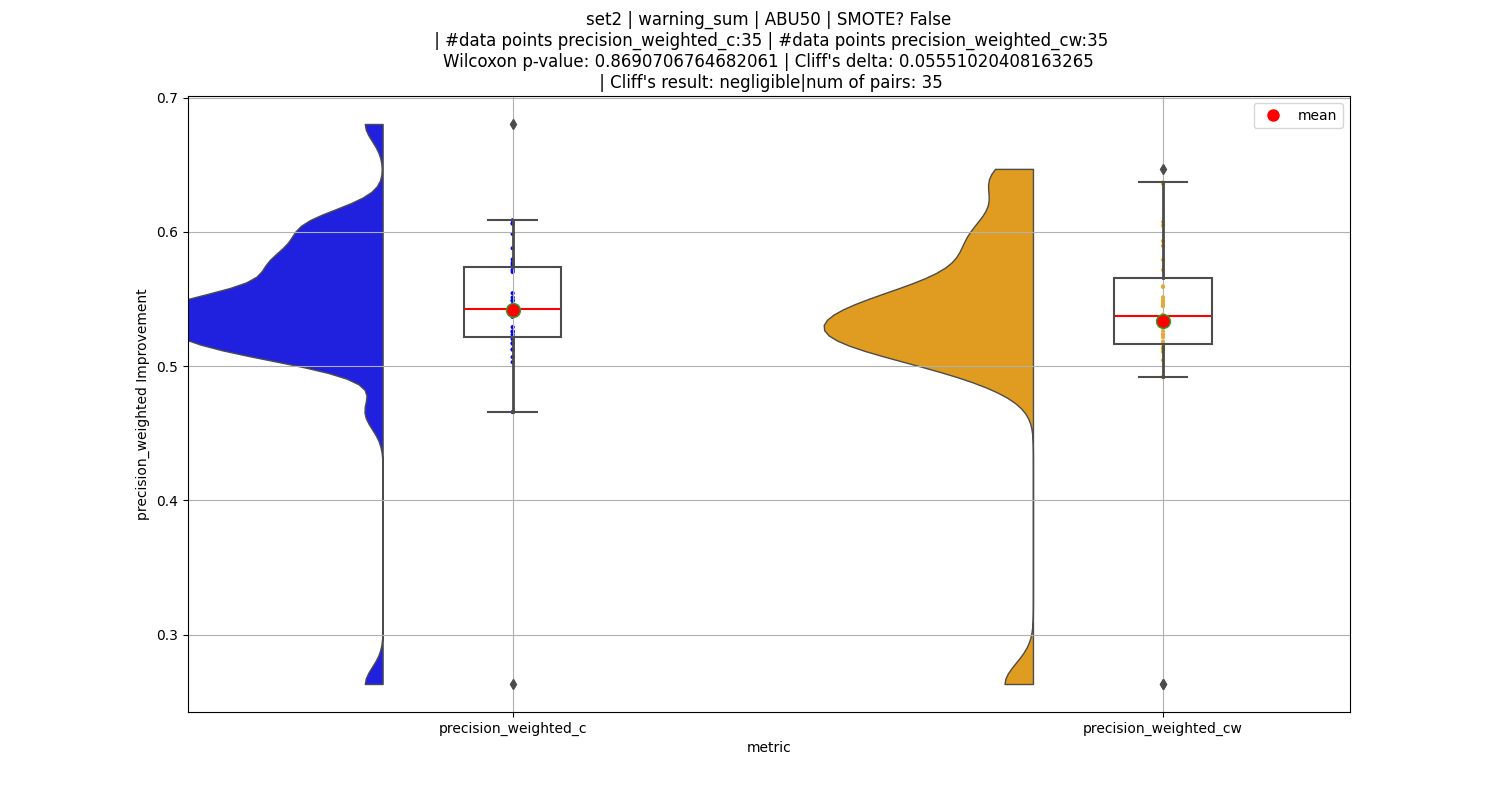 set2 | warning_sum | ABU50 | SMOTE? False
| #data points precision_weighted_c:35 | #data points precision_weighted_cw:35
Wilcoxon p-value: 0.8690706764682061 | Cliff's delta: 0.05551020408163265
| Cliff's result: negligible|num of pairs: 35
mean
0.7
0.6
0.5
0.4
0.3
precision_weighted Improvement
precision_weighted_c
precision_weighted_cw
metric